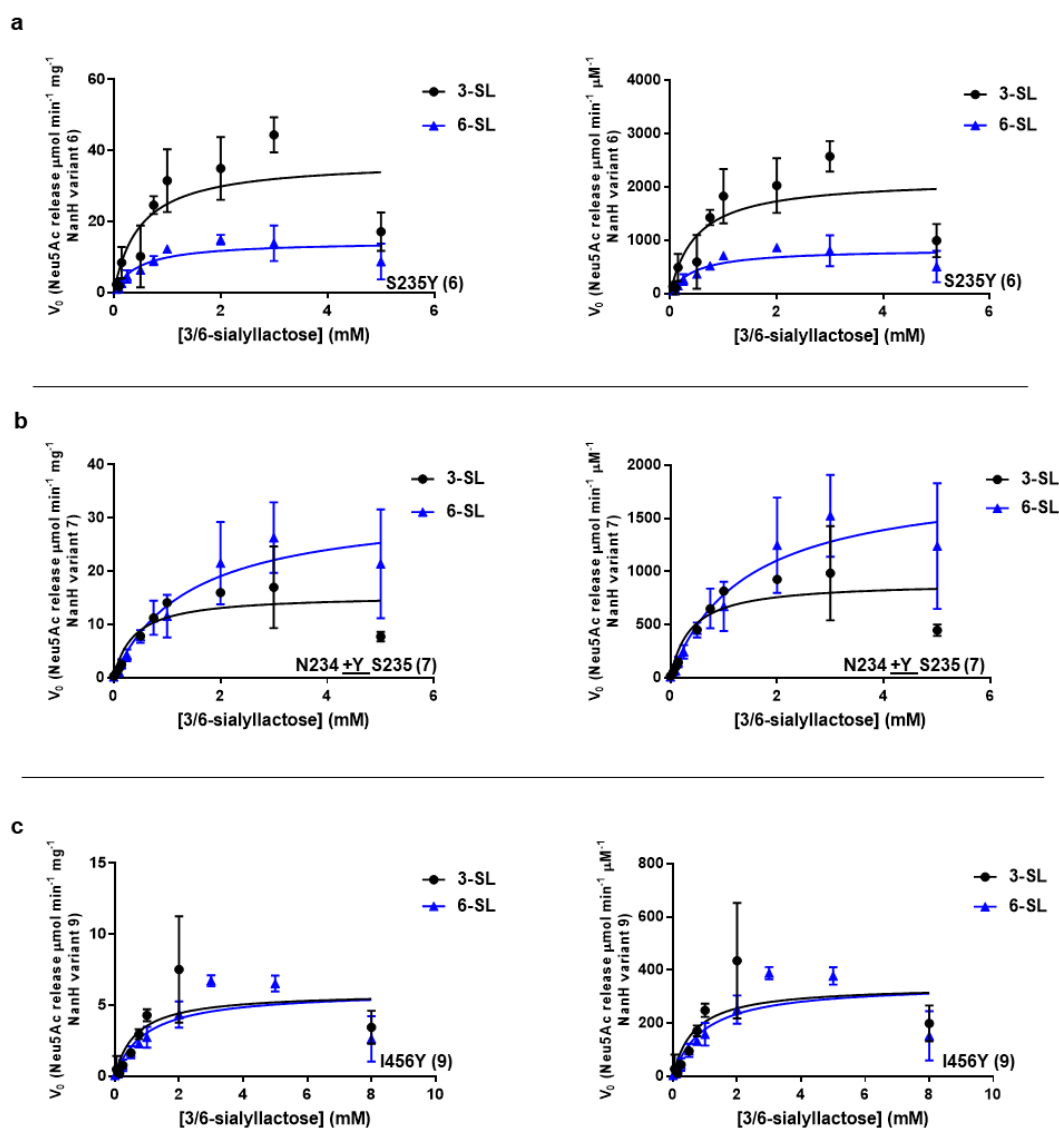 a
V₀ (Neu5Ac release µmol min⁻¹ mg⁻¹
NanH variant 6)
60
40
20
0
0 2 4 6
[3/6-sialyllactose] (mM)
3-SL
6-SL
S235Y (6)
V₀ (Neu5Ac release µmol min⁻¹ µM⁻¹
NanH variant 6)
4000
3000
2000
1000
0
0 2 4 6
[3/6-sialyllactose] (mM)
3-SL
6-SL
S235Y (6)
b
V₀ (Neu5Ac release µmol min⁻¹ mg⁻¹
NanH variant 7)
40
30
20
10
0
0 2 4 6
[3/6-sialyllactose] (mM)
3-SL
6-SL
N234 +Y S235 (7)
V₀ (Neu5Ac release µmol min⁻¹ µM⁻¹
NanH variant 7)
2000
1500
1000
500
0
0 2 4 6
[3/6-sialyllactose] (mM)
3-SL
6-SL
N234 +Y S235 (7)
c
V₀ (Neu5Ac release µmol min⁻¹ mg⁻¹
NanH variant 9)
15
10
5
0
0 2 4 6 8 10
[3/6-sialyllactose] (mM)
3-SL
6-SL
I456Y (9)
V₀ (Neu5Ac release µmol min⁻¹ µM⁻¹
NanH variant 9)
800
600
400
200
0
0 2 4 6 8 10
[3/6-sialyllactose] (mM)
3-SL
6-SL
I456Y (9)